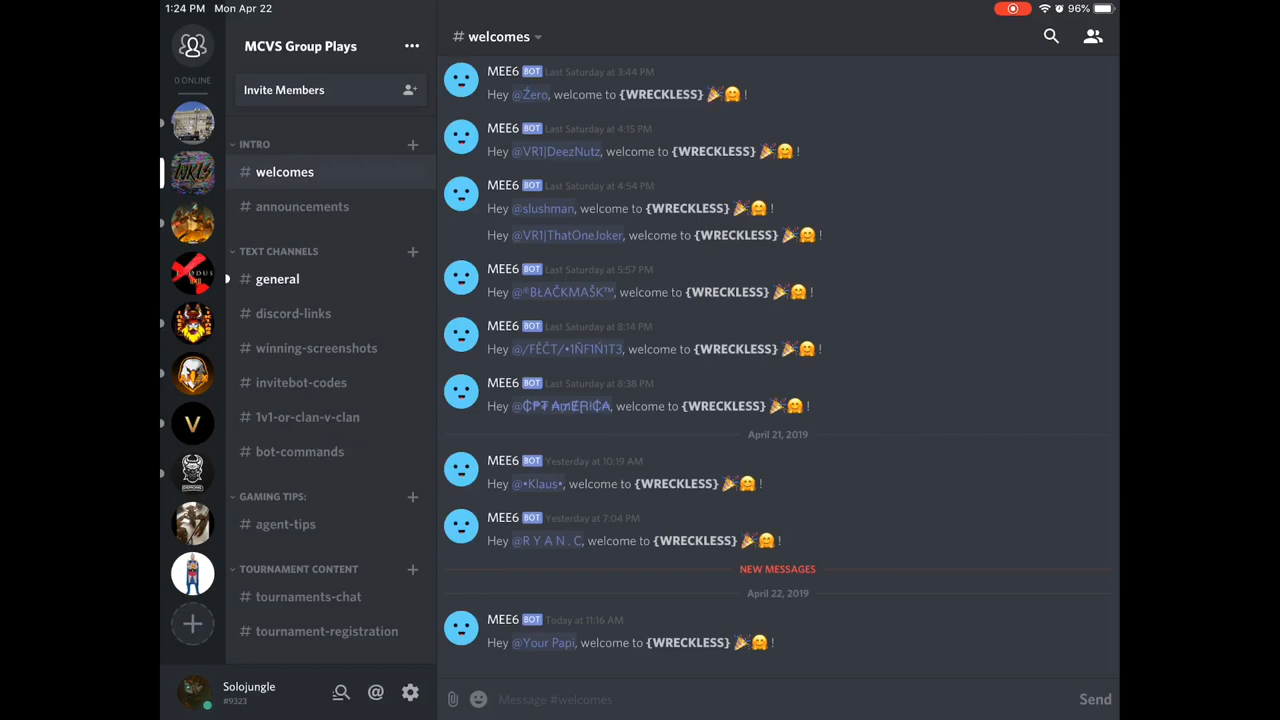 1:24 PM Mon Apr 22
96%
0 ONLINE
WKLS
EXODUS
V
MCVS Group Plays
Invite Members
INTRO
# welcomes
# announcements
TEXT CHANNELS
# general
# discord-links
# winning-screenshots
# invitebot-codes
# 1v1-or-clan-v-clan
# bot-commands
GAMING TIPS:
# agent-tips
TOURNAMENT CONTENT
# tournaments-chat
# tournament-registration
Solojungle
#9323
# welcomes
MEE6 BOT Last Saturday at 3:44 PM
Hey @Źero, welcome to {WRECKLESS} 🎉🤗 !
MEE6 BOT Last Saturday at 4:15 PM
Hey @VR1|DeezNutz, welcome to {WRECKLESS} 🎉🤗 !
MEE6 BOT Last Saturday at 4:54 PM
Hey @slushman, welcome to {WRECKLESS} 🎉🤗 !
Hey @VR1|ThatOneJoker, welcome to {WRECKLESS} 🎉🤗 !
MEE6 BOT Last Saturday at 5:57 PM
Hey @*BŁAČKMAŠK™, welcome to {WRECKLESS} 🎉🤗 !
MEE6 BOT Last Saturday at 8:14 PM
Hey @/FÊČT/•1ÑF1Ń1T3, welcome to {WRECKLESS} 🎉🤗 !
MEE6 BOT Last Saturday at 8:38 PM
Hey , welcome to {WRECKLESS} 🎉🤗 !
April 21, 2019
MEE6 BOT Yesterday at 10:19 AM
Hey @•Klaus•, welcome to {WRECKLESS} 🎉🤗 !
MEE6 BOT Yesterday at 7:04 PM
Hey @R Y A N . C, welcome to {WRECKLESS} 🎉🤗 !
NEW MESSAGES
April 22, 2019
MEE6 BOT Today at 11:16 AM
Hey @Your Papi, welcome to {WRECKLESS} 🎉🤗 !
Message #welcomes
Send